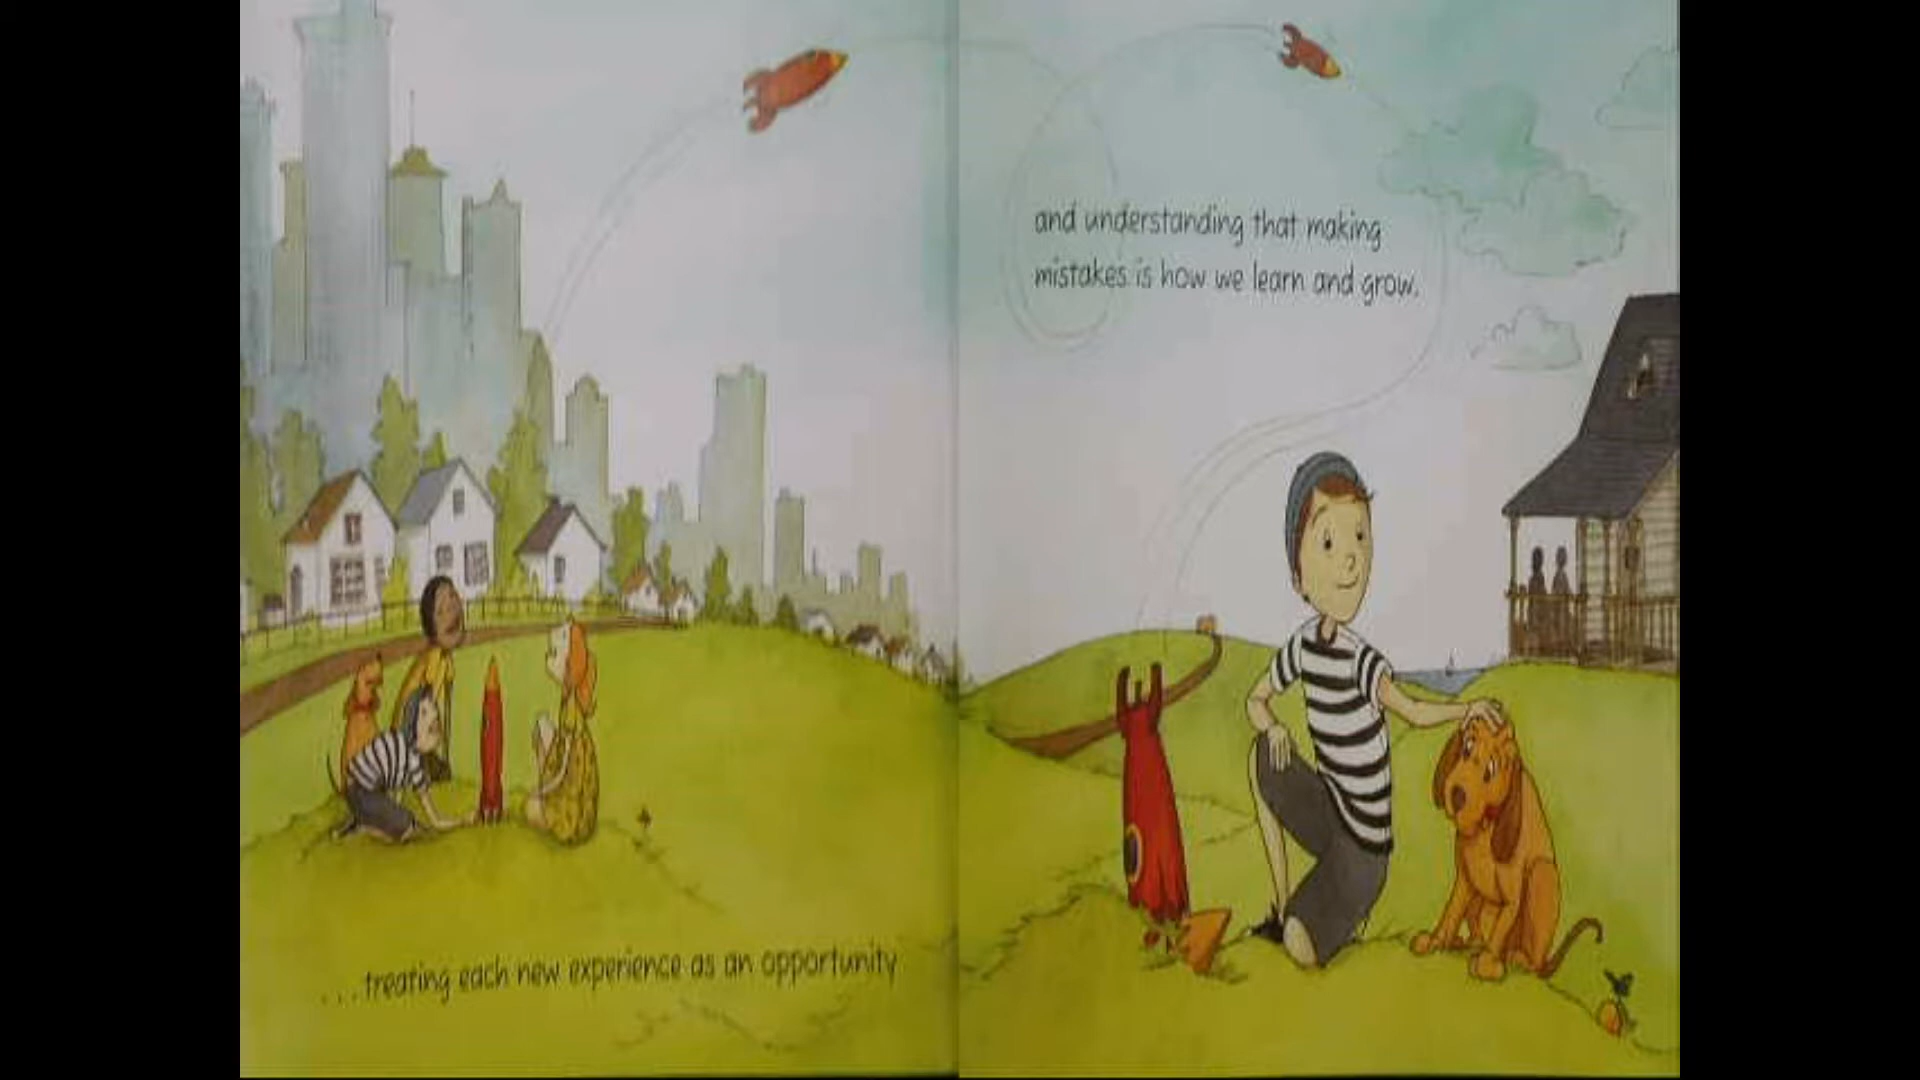 . . . treating each new experience as an opportunity
and understanding that making
mistakes is how we learn and grow.